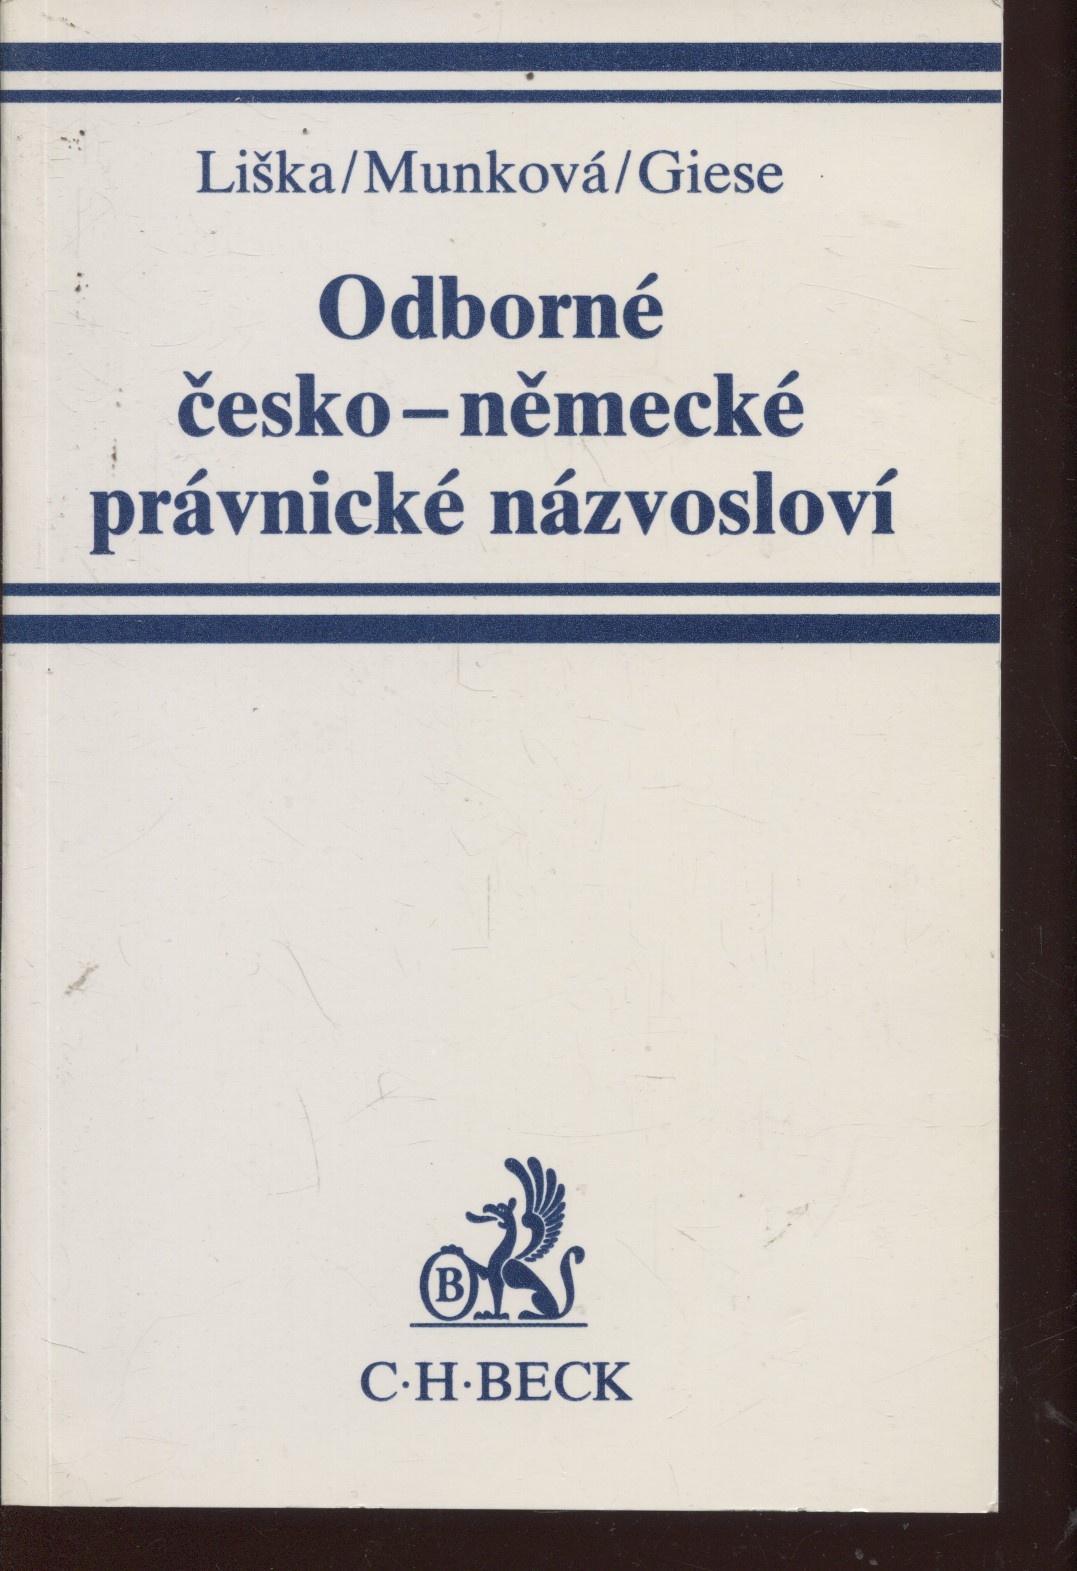 Liška/Munková/Giese
Odborné
česko–německé
právnické názvosloví
B
C·H·BECK